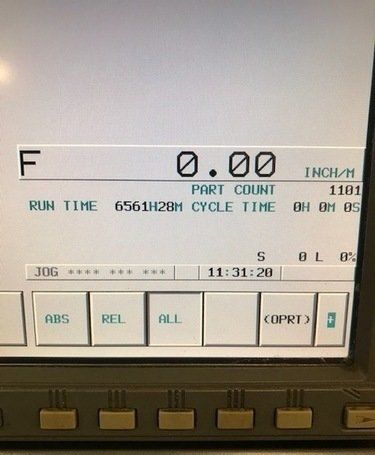 F 0.00 INCH/M
PART COUNT 1101
RUN TIME 6561H28M CYCLE TIME 0H 0M 0S
S 0 L 0%
JOG **** *** *** 11:31:20
ABS REL ALL (OPRT) +